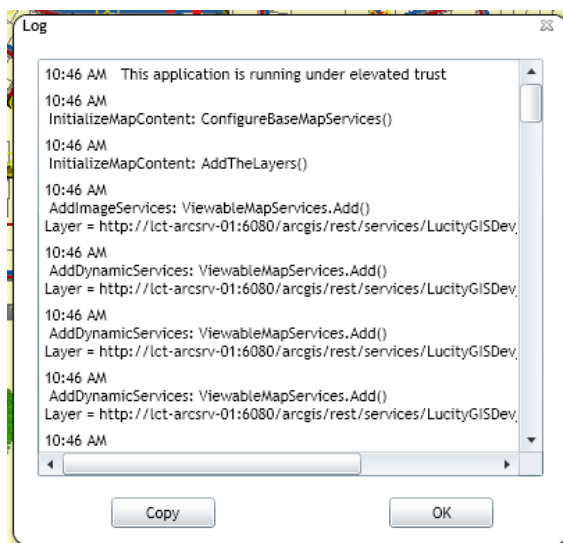 Log
10:46 AM This application is running under elevated trust
10:46 AM
InitializeMapContent: ConfigureBaseMapServices()
10:46 AM
InitializeMapContent: AddTheLayers()
10:46 AM
AddImageServices: ViewableMapServices.Add()
Layer = http://lct-arcsrv-01:6080/arcgis/rest/services/LucityGISDev_
10:46 AM
AddDynamicServices: ViewableMapServices.Add()
Layer = http://lct-arcsrv-01:6080/arcgis/rest/services/LucityGISDev_
10:46 AM
AddDynamicServices: ViewableMapServices.Add()
Layer = http://lct-arcsrv-01:6080/arcgis/rest/services/LucityGISDev_
10:46 AM
AddDynamicServices: ViewableMapServices.Add()
Layer = http://lct-arcsrv-01:6080/arcgis/rest/services/LucityGISDev_
10:46 AM
Copy OK